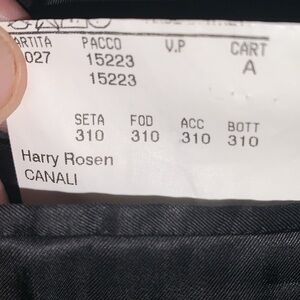 PARTITA PACCO V.P CART
027 15223 A
15223
SETA FOD ACC BOTT
310 310 310 310
Harry Rosen
CANALI